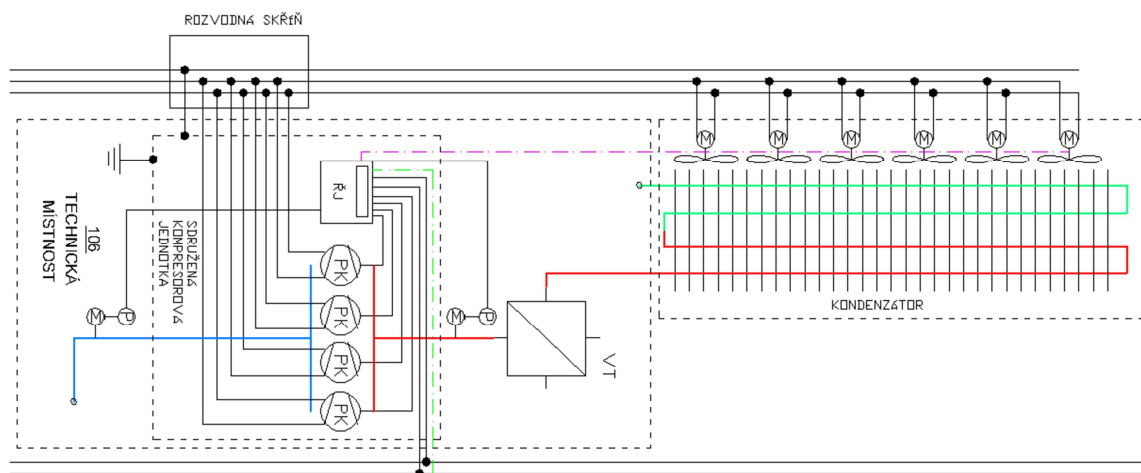 ROZVODNÁ SKŘÍŇ
M
M
M
M
M
M
ŘJ
106
TECHNICKÁ
MÍSTNOST
SDRUŽENÁ
KOMPRESOROVÁ
JEDNOTKA
PK
PK
PK
PK
M
P
M
P
VT
KONDENZÁTOR